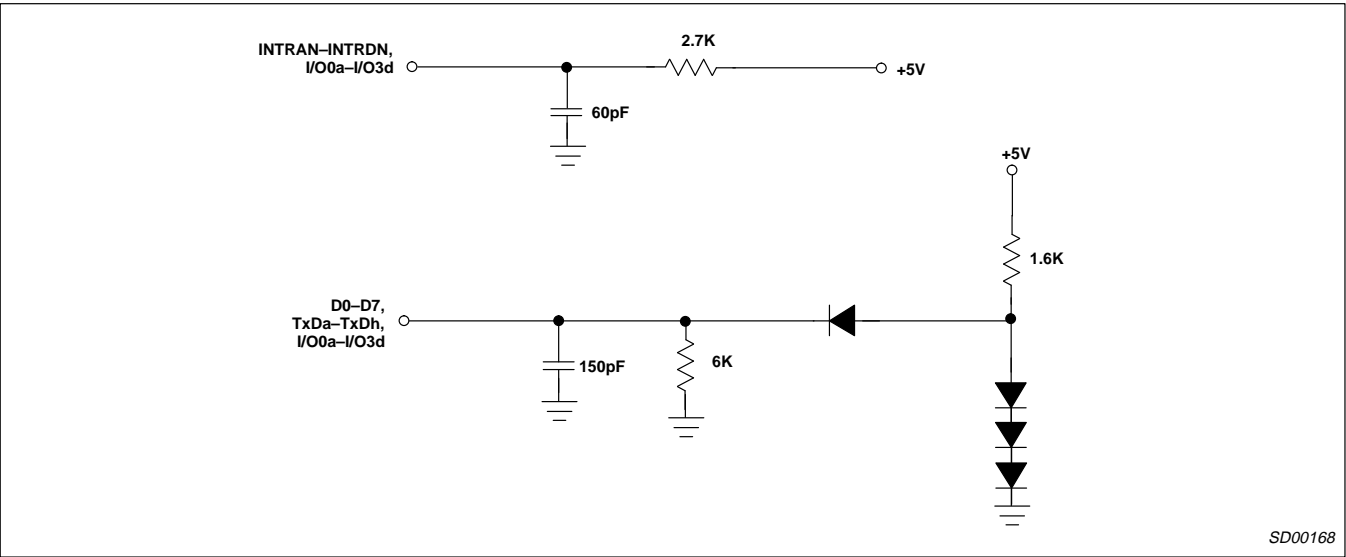 INTRAN–INTRDN,
I/O0a–I/O3d
2.7K
+5V
60pF
+5V
1.6K
D0–D7,
TxDa–TxDh,
I/O0a–I/O3d
150pF
6K
SD00168